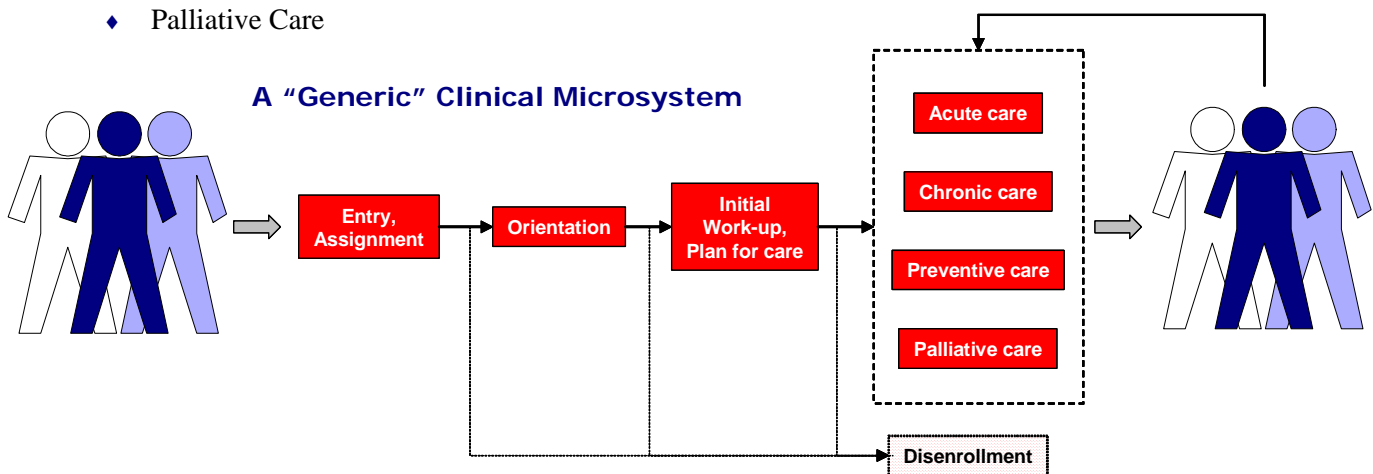 ♦ Palliative Care
A “Generic” Clinical Microsystem
Entry,
Assignment
Orientation
Initial
Work-up,
Plan for care
Acute care
Chronic care
Preventive care
Palliative care
Disenrollment